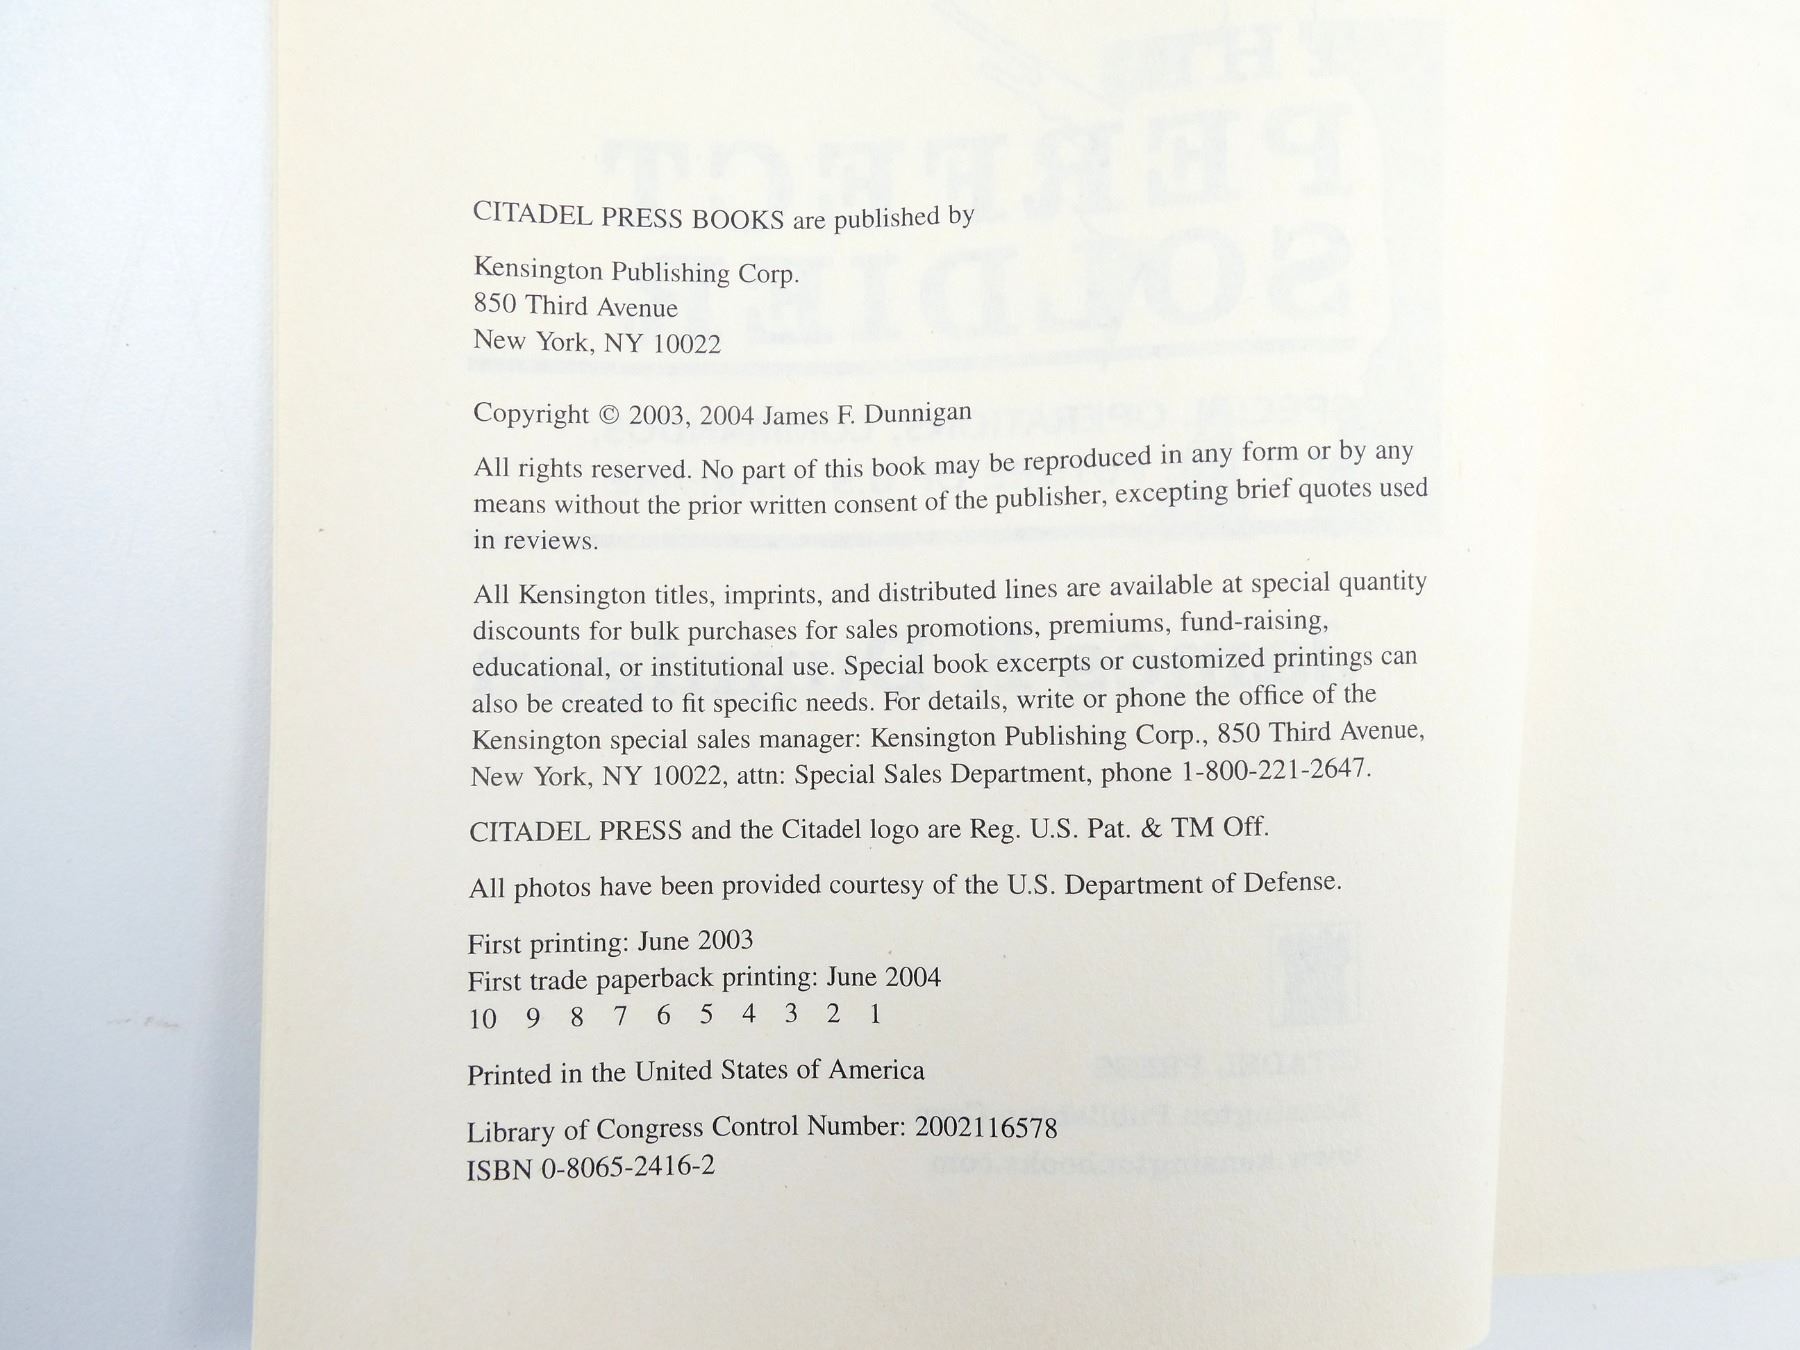 CITADEL PRESS BOOKS are published by
Kensington Publishing Corp.
850 Third Avenue
New York, NY 10022
Copyright © 2003, 2004 James F. Dunnigan
All rights reserved. No part of this book may be reproduced in any form or by any
means without the prior written consent of the publisher, excepting brief quotes used
in reviews.
All Kensington titles, imprints, and distributed lines are available at special quantity
discounts for bulk purchases for sales promotions, premiums, fund-raising,
educational, or institutional use. Special book excerpts or customized printings can
also be created to fit specific needs. For details, write or phone the office of the
Kensington special sales manager: Kensington Publishing Corp., 850 Third Avenue,
New York, NY 10022, attn: Special Sales Department, phone 1-800-221-2647.
CITADEL PRESS and the Citadel logo are Reg. U.S. Pat. & TM Off.
All photos have been provided courtesy of the U.S. Department of Defense.
First printing: June 2003
First trade paperback printing: June 2004
10 9 8 7 6 5 4 3 2 1
Printed in the United States of America
Library of Congress Control Number: 2002116578
ISBN 0-8065-2416-2